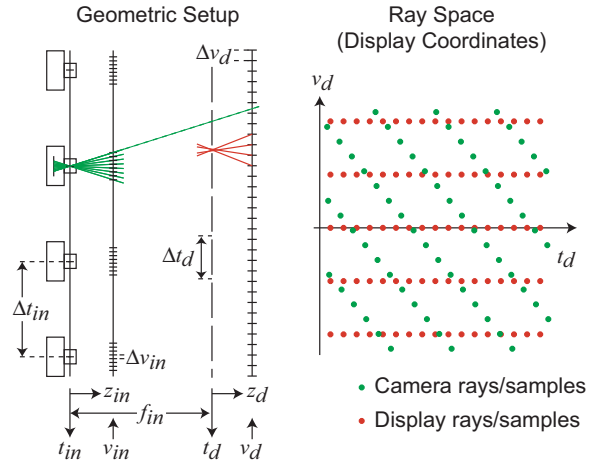 Geometric Setup
Δv_d
Δt_d
Δt_in
Δv_in
z_in
z_d
f_in
t_in
v_in
t_d
v_d
Ray Space
(Display Coordinates)
v_d
t_d
Camera rays/samples
Display rays/samples